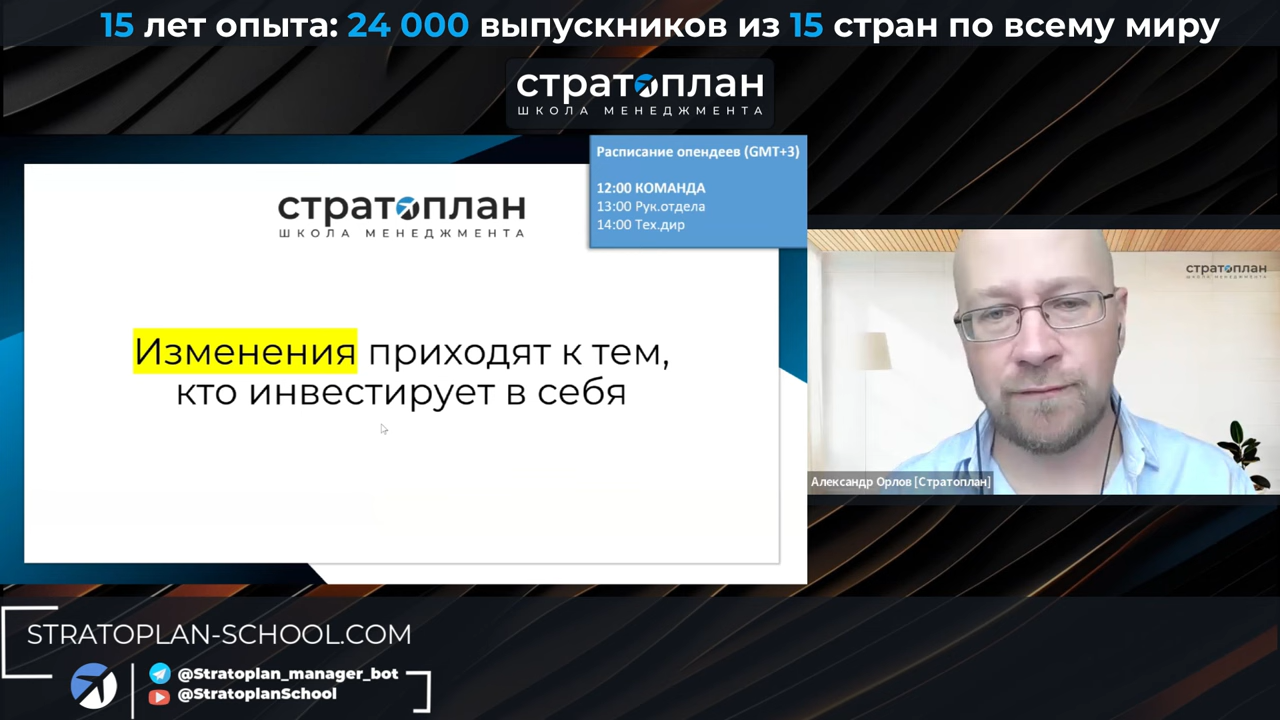 15 лет опыта: 24 000 выпускников из 15 стран по всему миру
стратоплан
ШКОЛА МЕНЕДЖМЕНТА
Расписание опендеев (GMT+3)
12:00 КОМАНДА
13:00 Рук.отдела
14:00 Тех.дир
стратоплан
ШКОЛА МЕНЕДЖМЕНТА
Изменения приходят к тем,
кто инвестирует в себя
стратоплан
ШКОЛА МЕНЕДЖМЕНТА
Александр Орлов [Стратоплан]
STRATOPLAN-SCHOOL.COM
@Stratoplan_manager_bot
@StratoplanSchool